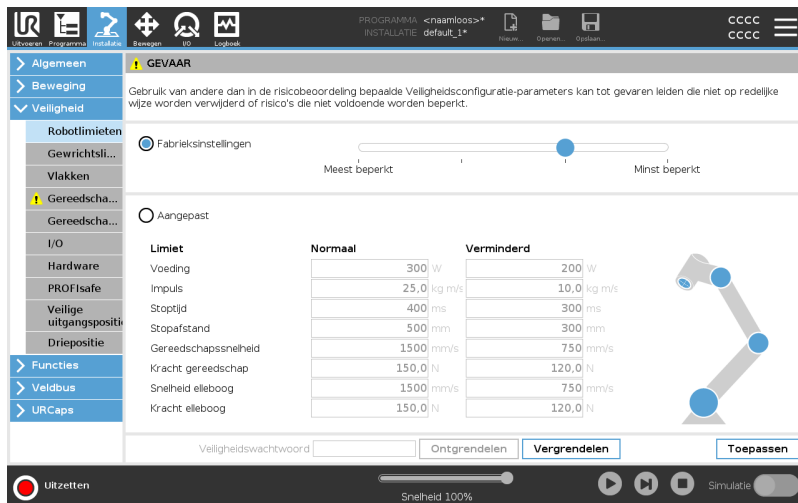 PROGRAMMA <naamloos>*
INSTALLATIE default_1*
UR
Uitvoeren Programma Installatie Bewegen I/O Logboek
Nieuw... Openen... Opslaan...
CCCC
CCCC
Algemeen
Beweging
Veiligheid
Robotlimieten
Gewrichtsli...
Vlakken
Gereedscha...
Gereedscha...
I/O
Hardware
PROFIsafe
Veilige
uitgangspositi
Driepositie
Functies
Veldbus
URCaps
GEVAAR
Gebruik van andere dan in de risicobeoordeling bepaalde Veiligheidsconfiguratie-parameters kan tot gevaren leiden die niet op redelijke
wijze worden verwijderd of risico's die niet voldoende worden beperkt.
Fabrieksinstellingen
Meest beperkt Minst beperkt
Aangepast
Limiet Normaal Verminderd
Voeding 300 W 200 W
Impuls 25,0 kg m/s 10,0 kg m/s
Stoptijd 400 ms 300 ms
Stopafstand 500 mm 300 mm
Gereedschapssnelheid 1500 mm/s 750 mm/s
Kracht gereedschap 150,0 N 120,0 N
Snelheid elleboog 1500 mm/s 750 mm/s
Kracht elleboog 150,0 N 120,0 N
Veiligheidswachtwoord Ontgrendelen Vergrendelen Toepassen
Uitzetten
Snelheid 100%
Simulatie